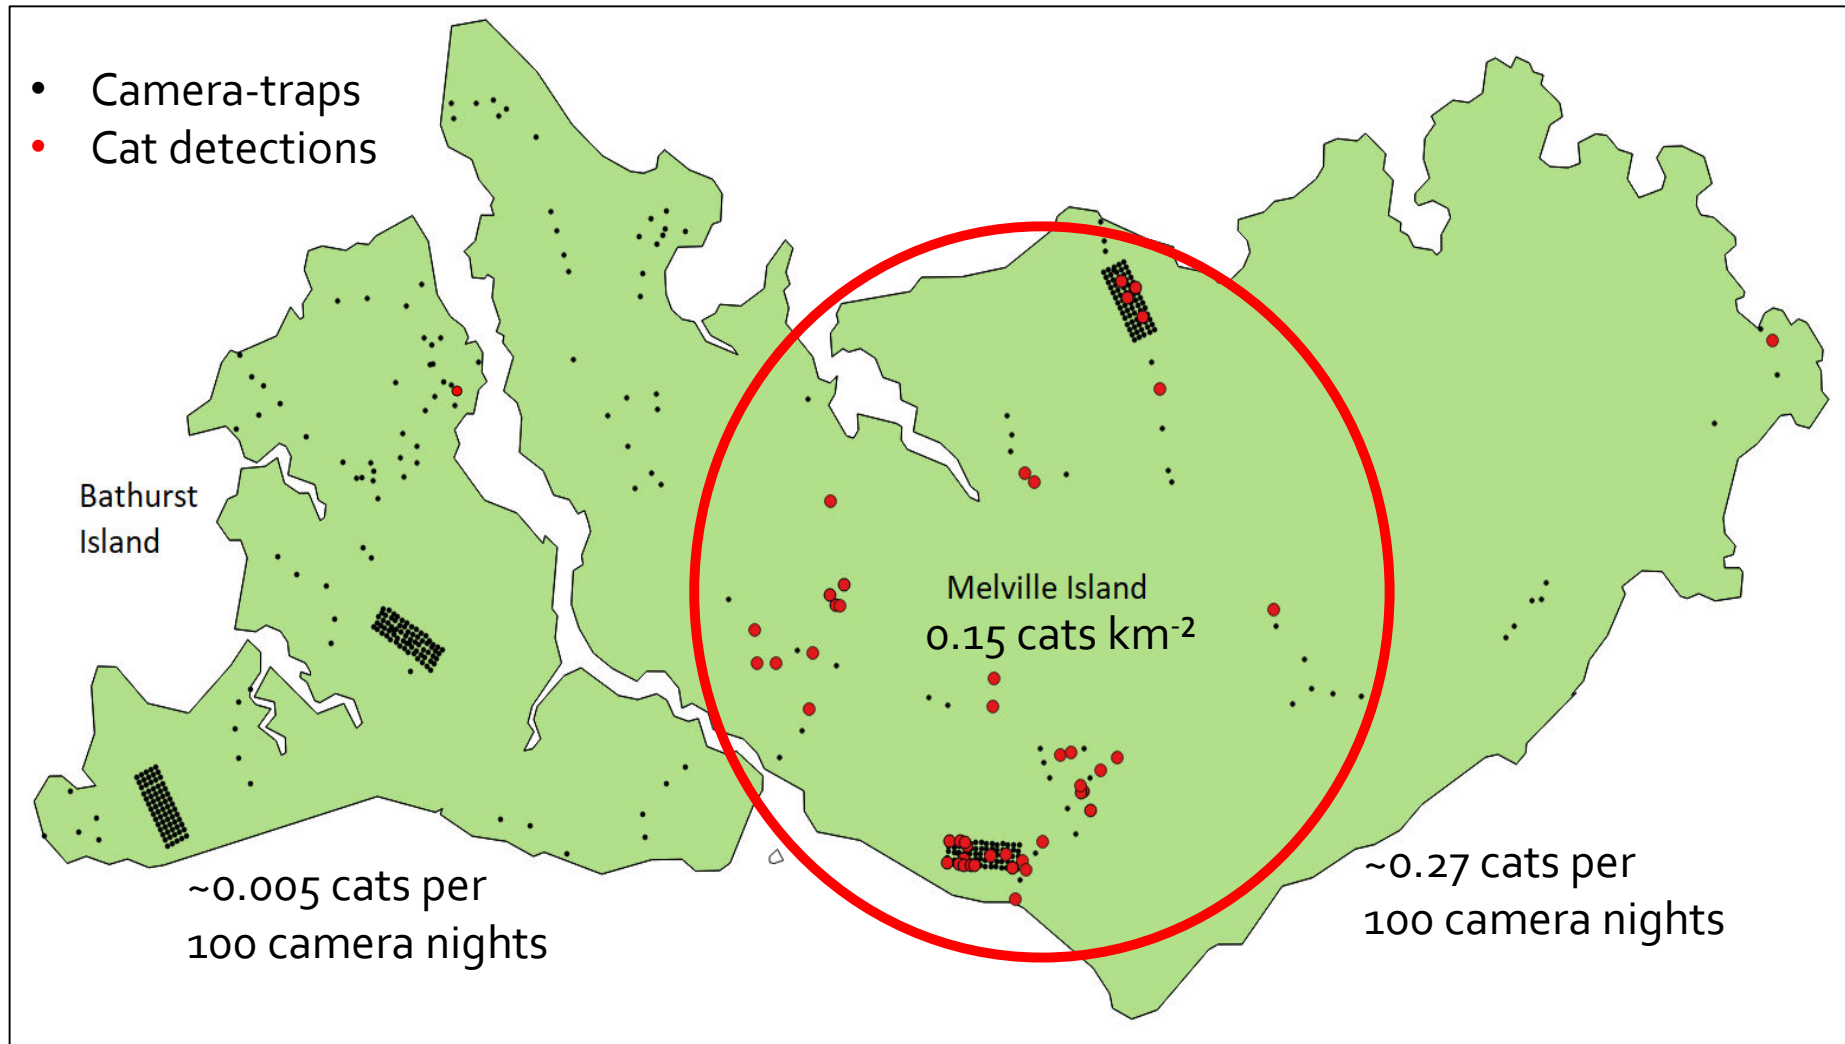 • Camera-traps
• Cat detections
Bathurst
Island
Melville Island
0.15 cats km⁻²
~0.005 cats per
100 camera nights
~0.27 cats per
100 camera nights